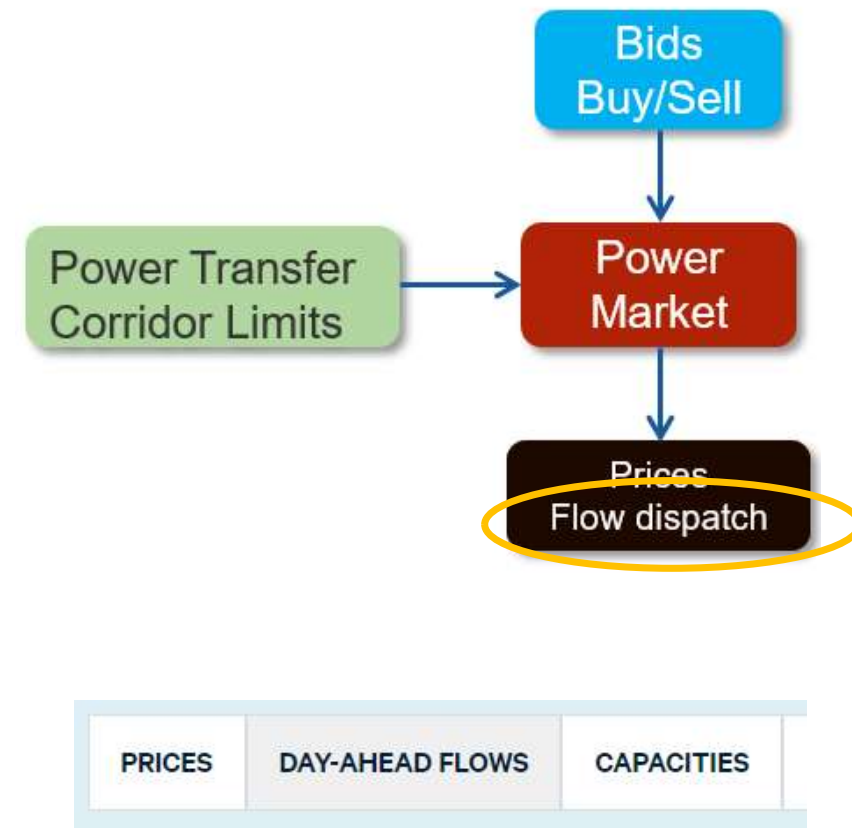 Bids
Buy/Sell
Power Transfer
Corridor Limits
Power
Market
Prices
Flow dispatch
PRICES DAY-AHEAD FLOWS CAPACITIES